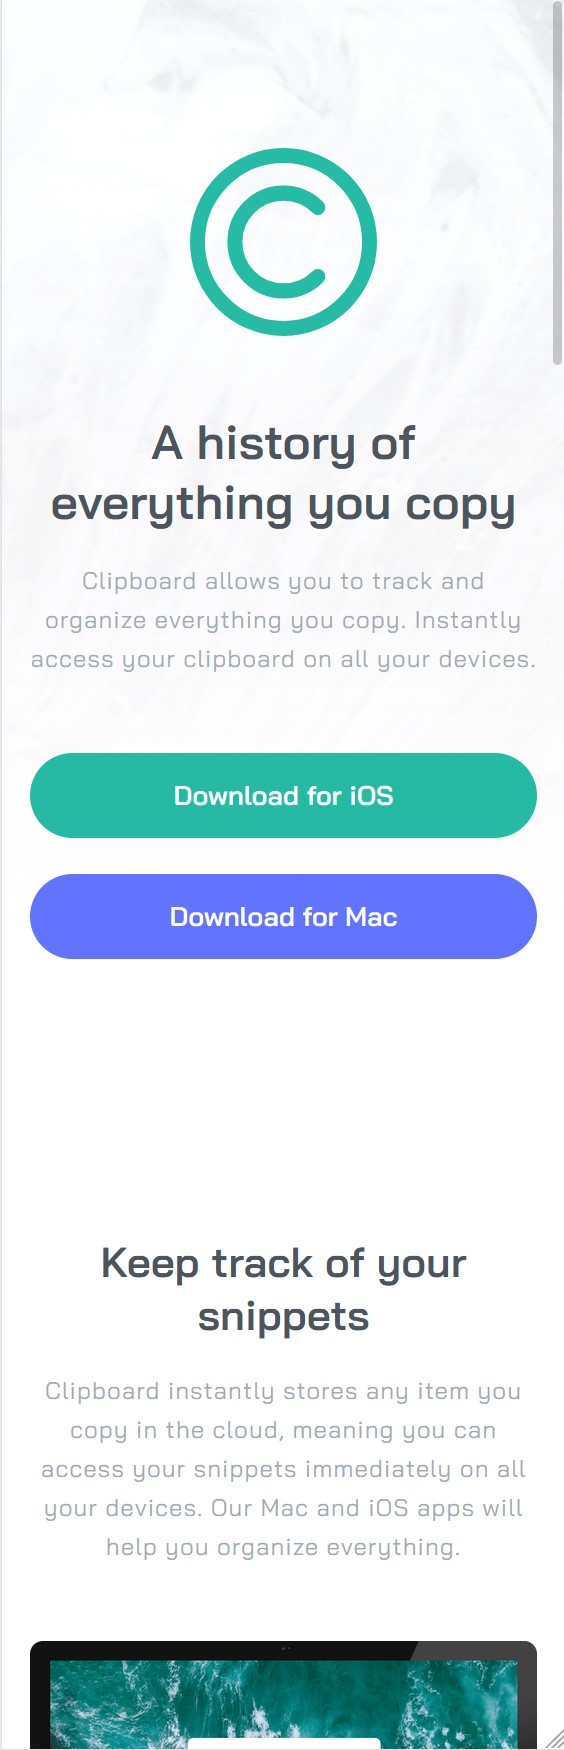 A history of
everything you copy
Clipboard allows you to track and
organize everything you copy. Instantly
access your clipboard on all your devices.
Download for iOS
Download for Mac
Keep track of your
snippets
Clipboard instantly stores any item you
copy in the cloud, meaning you can
access your snippets immediately on all
your devices. Our Mac and iOS apps will
help you organize everything.